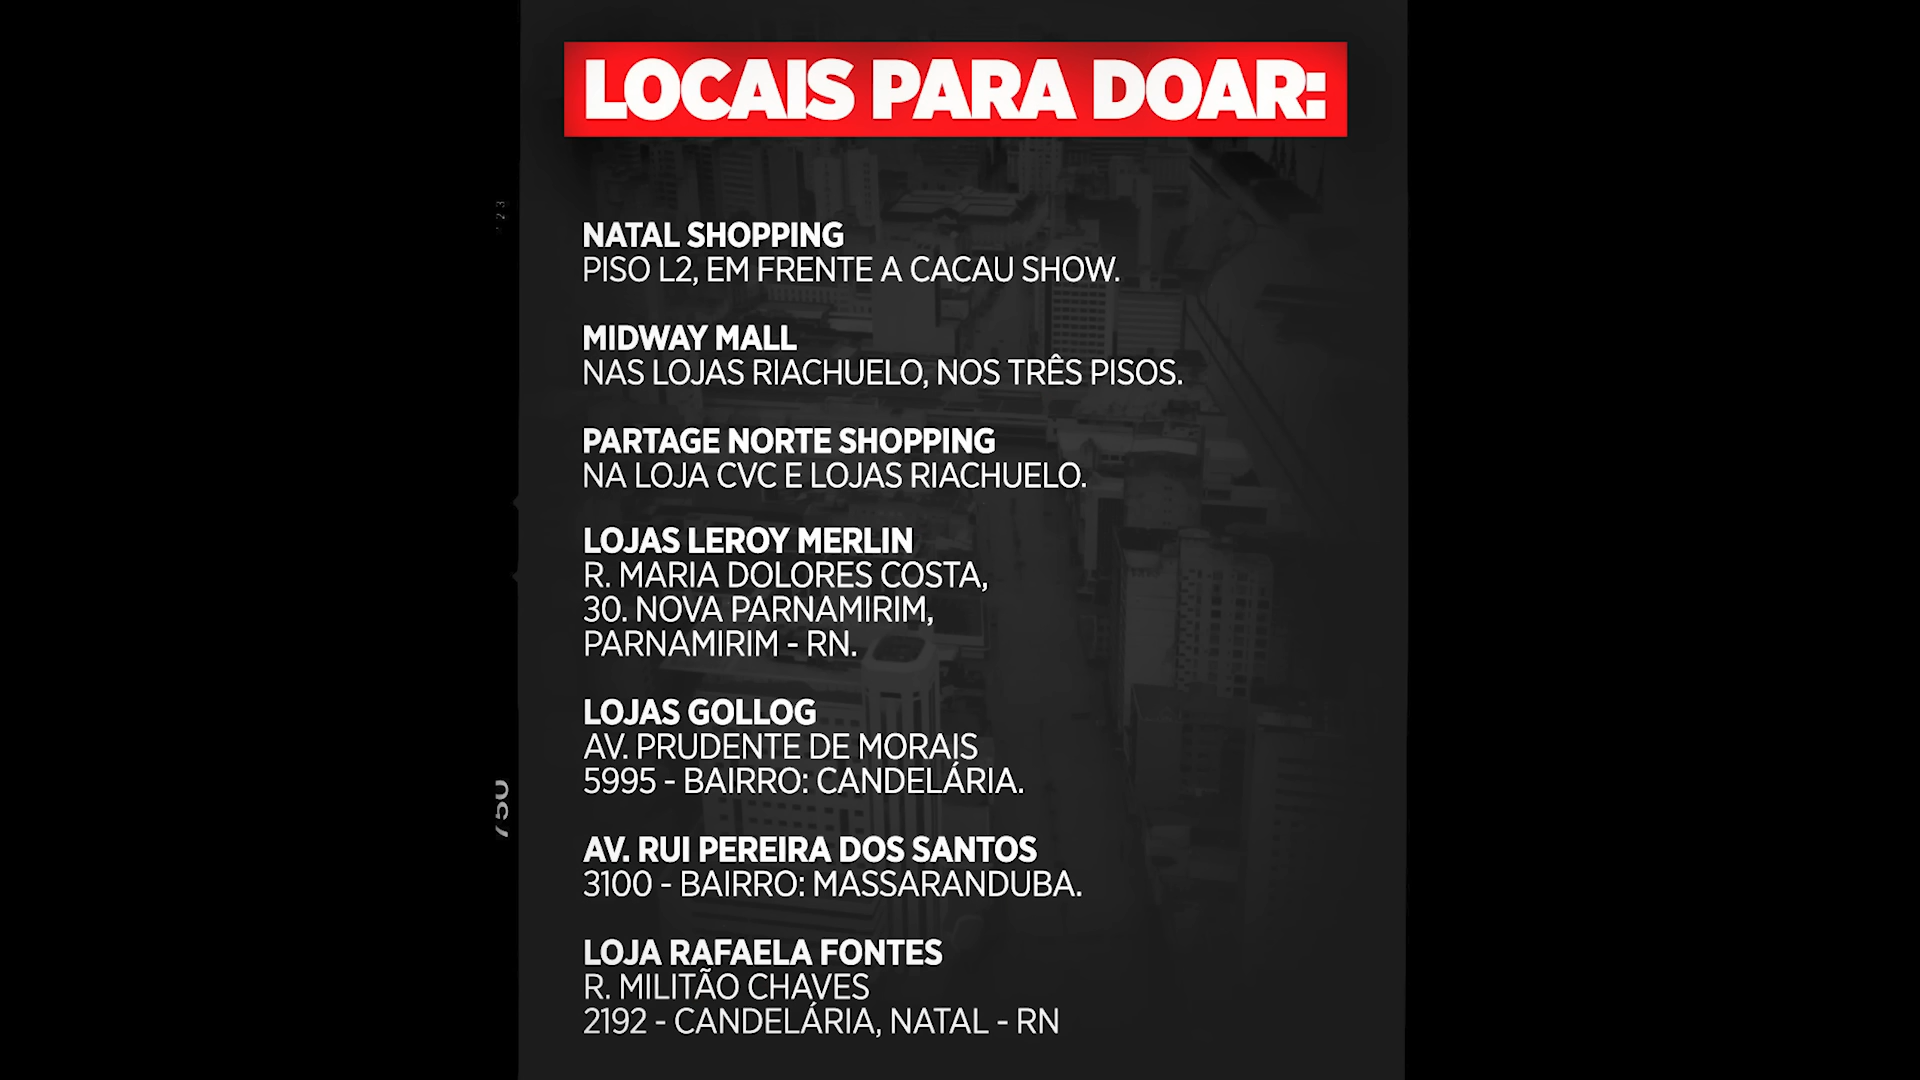 LOCAIS PARA DOAR:
NATAL SHOPPING
PISO L2, EM FRENTE A CACAU SHOW.
MIDWAY MALL
NAS LOJAS RIACHUELO, NOS TRÊS PISOS.
PARTAGE NORTE SHOPPING
NA LOJA CVC E LOJAS RIACHUELO.
LOJAS LEROY MERLIN
R. MARIA DOLORES COSTA,
30. NOVA PARNAMIRIM,
PARNAMIRIM - RN.
LOJAS GOLLOG
AV. PRUDENTE DE MORAIS
5995 - BAIRRO: CANDELÁRIA.
AV. RUI PEREIRA DOS SANTOS
3100 - BAIRRO: MASSARANDUBA.
LOJA RAFAELA FONTES
R. MILITÃO CHAVES
2192 - CANDELÁRIA, NATAL - RN